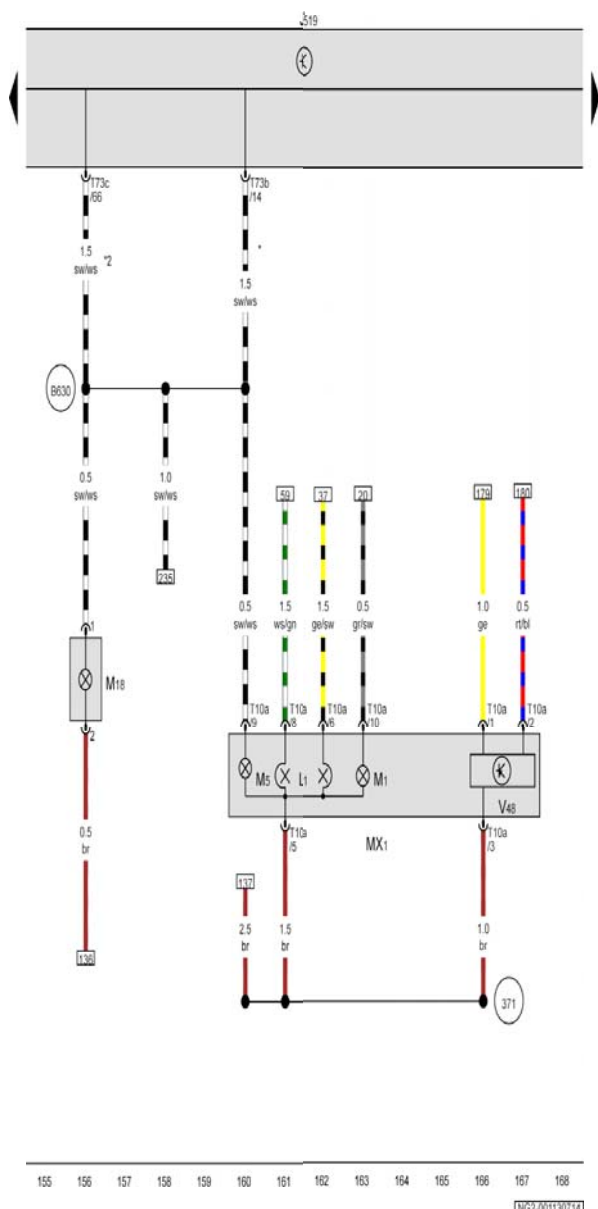 J519
T73c
/66
T73b
/14
1.5
sw/ws
*2
*
1.5
sw/ws
B630
0.5
sw/ws
1.0
sw/ws
59
37
20
179
180
235
0.5
sw/ws
1.5
ws/gn
1.5
ge/sw
0.5
gr/sw
1.0
ge
0.5
rt/bl
1
M18
2
T10a
/9
T10a
/8
T10a
/6
T10a
/10
T10a
/1
T10a
/2
M5
L1
M1
V48
T10a
/5
T10a
/3
MX1
0.5
br
137
2.5
br
1.5
br
1.0
br
136
371
155 156 157 158 159 160 161 162 163 164 165 166 167 168
NG2-001130714